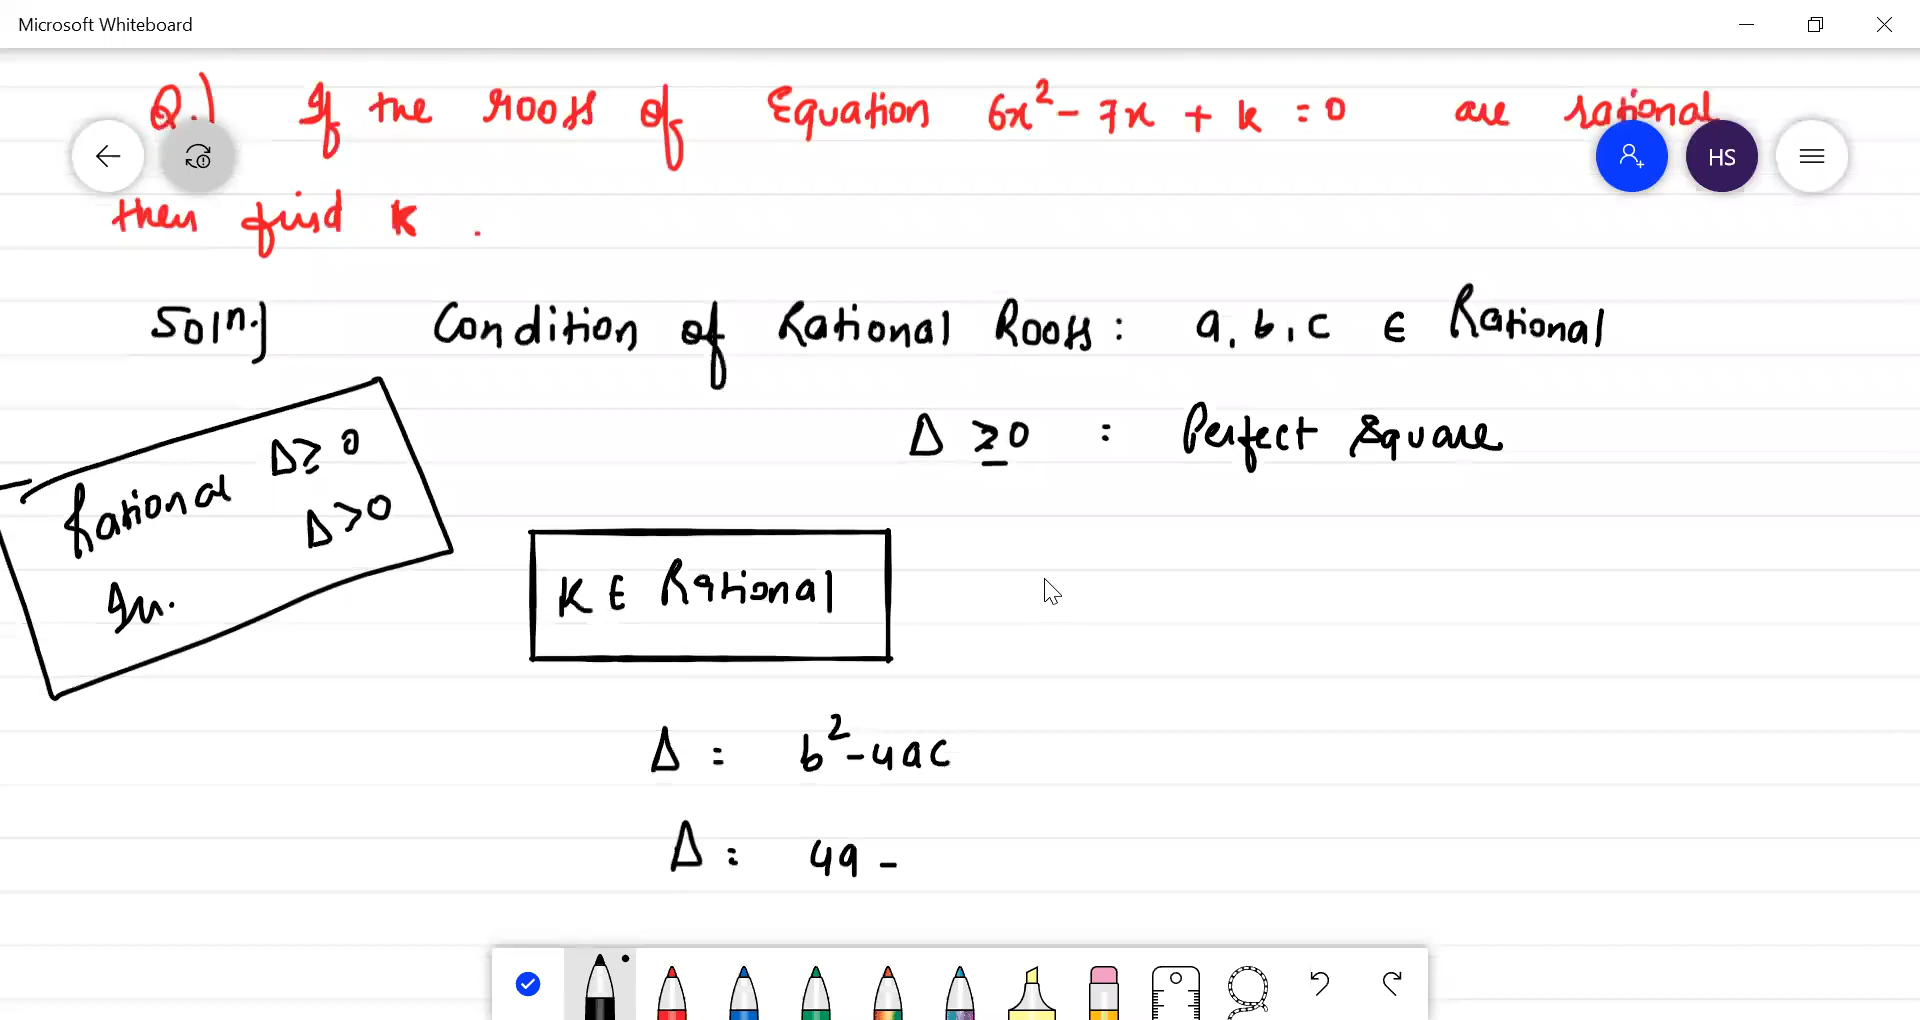 Microsoft Whiteboard
Q.) If the roots of Equation 6x² - 7x + k = 0 are rational
HS
then find k .
Soln.] Condition of Rational Roots : a, b, c ∈ Rational
Δ ≥ 0 : Perfect Square
Rational Δ ≥ 0
Δ > 0
K ∈ Rational
Δ = b² - 4ac
Δ = 49 -